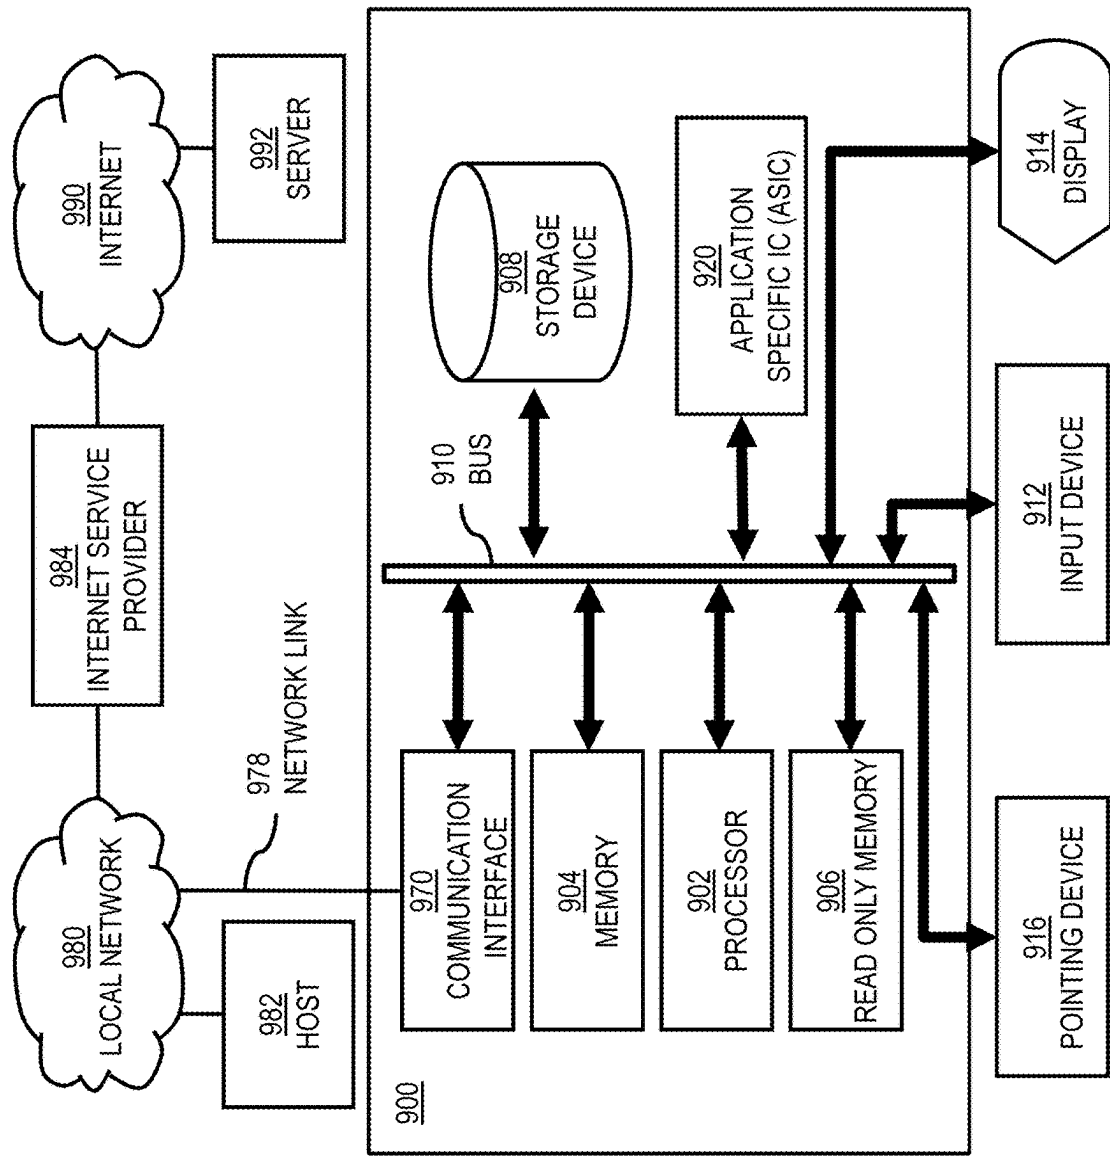 980
LOCAL NETWORK
984
INTERNET SERVICE
PROVIDER
990
INTERNET
982
HOST
978
NETWORK LINK
992
SERVER
900
970
COMMUNICATION
INTERFACE
910
BUS
908
STORAGE
DEVICE
904
MEMORY
902
PROCESSOR
920
APPLICATION
SPECIFIC IC (ASIC)
906
READ ONLY MEMORY
916
POINTING DEVICE
912
INPUT DEVICE
914
DISPLAY